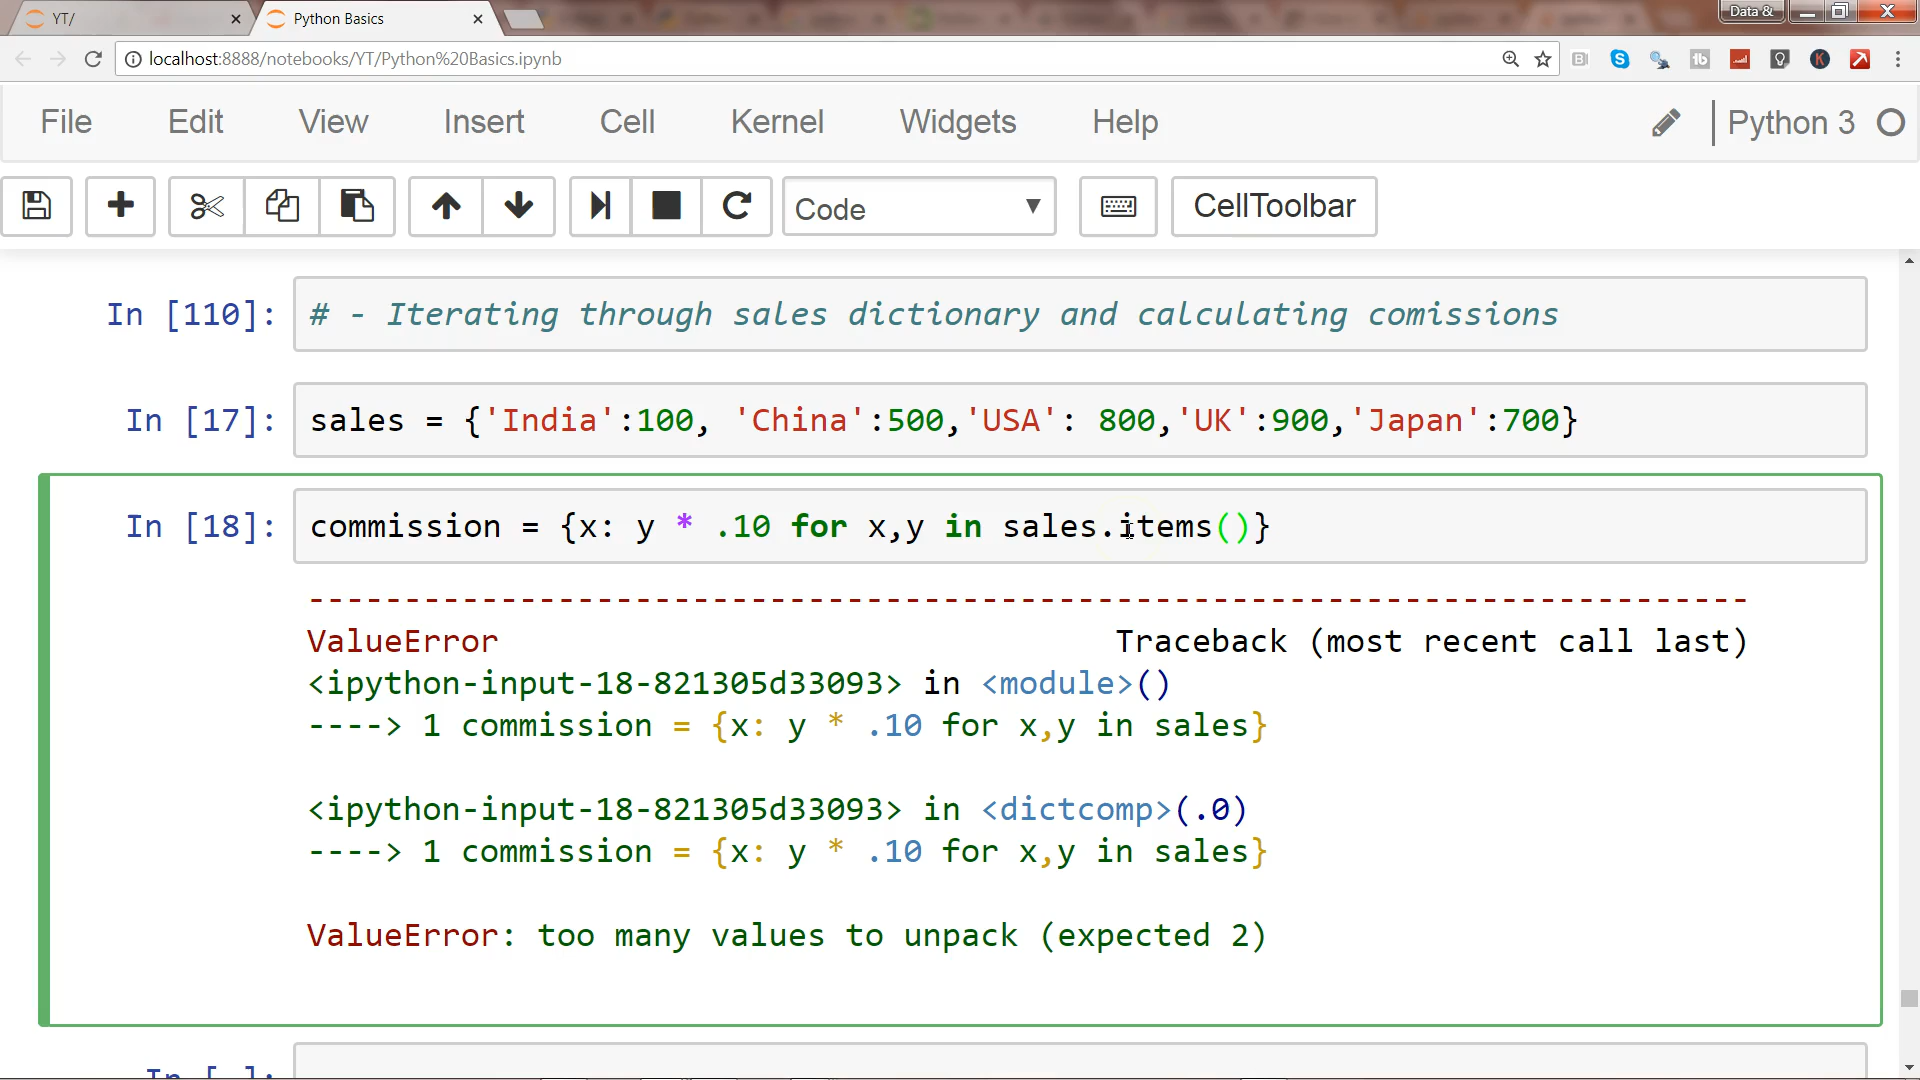 YT/
Python Basics
Data &
localhost:8888/notebooks/YT/Python%20Basics.ipynb
File Edit View Insert Cell Kernel Widgets Help
Python 3
Code
CellToolbar
In [110]: # - Iterating through sales dictionary and calculating comissions
In [17]: sales = {'India':100, 'China':500,'USA': 800,'UK':900,'Japan':700}
In [18]: commission = {x: y * .10 for x,y in sales.items()}
---------------------------------------------------------------------------
ValueError Traceback (most recent call last)
<ipython-input-18-821305d33093> in <module>()
----> 1 commission = {x: y * .10 for x,y in sales}
<ipython-input-18-821305d33093> in <dictcomp>(.0)
----> 1 commission = {x: y * .10 for x,y in sales}
ValueError: too many values to unpack (expected 2)
In [ ]: